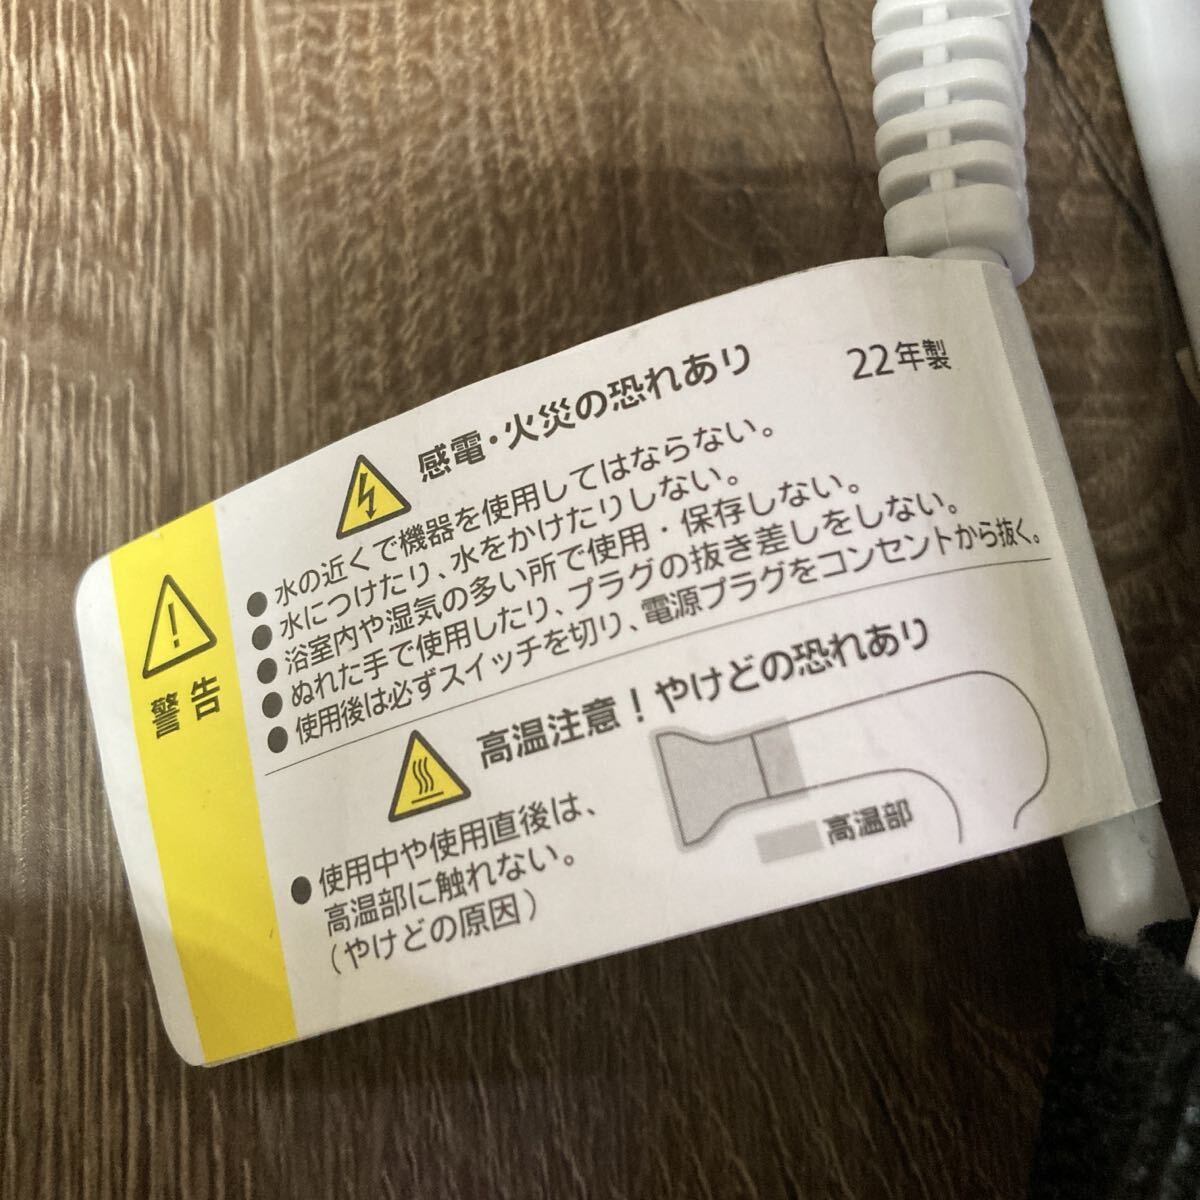 警告
感電・火災の恐れあり
22年製
●水の近くで機器を使用してはならない。
●水につけたり、水をかけたりしない。
●浴室内や湿気の多い所で使用・保存しない。
●ぬれた手で使用したり、プラグの抜き差しをしない。
●使用後は必ずスイッチを切り、電源プラグをコンセントから抜く。
高温注意！やけどの恐れあり
●使用中や使用直後は、
高温部に触れない。
(やけどの原因)
高温部